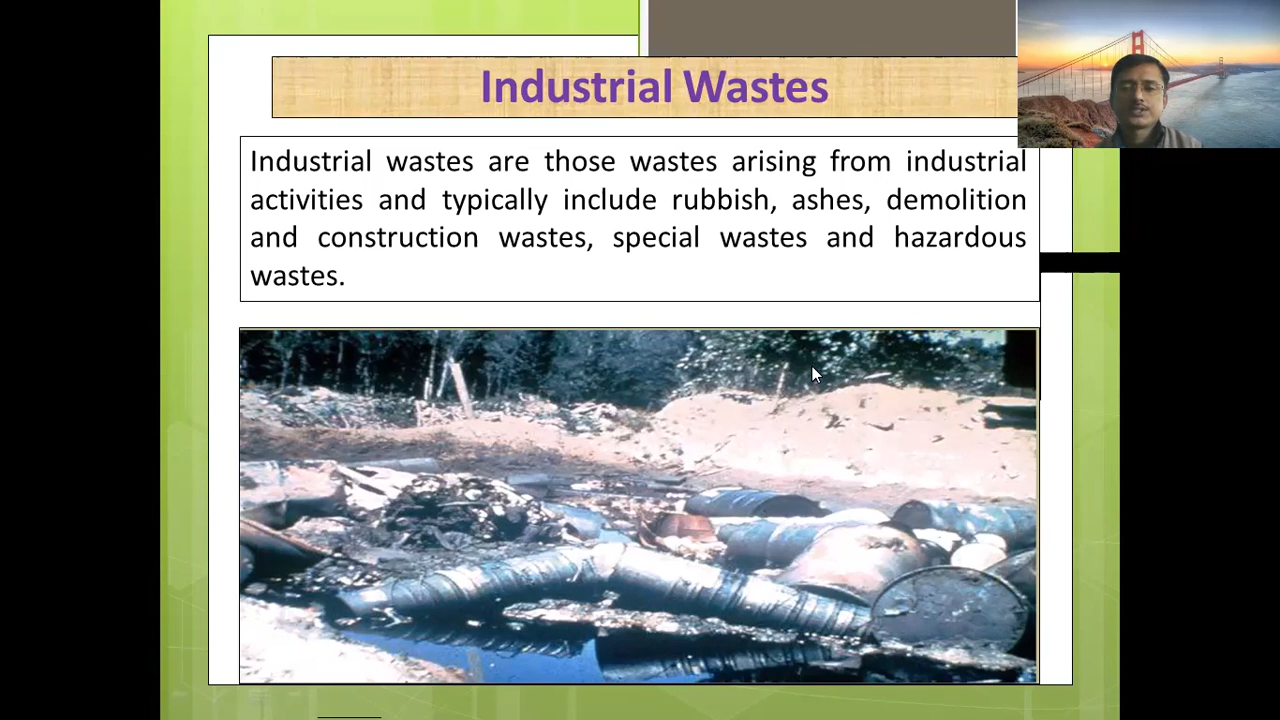 Industrial Wastes
Industrial wastes are those wastes arising from industrial
activities and typically include rubbish, ashes, demolition
and construction wastes, special wastes and hazardous
wastes.